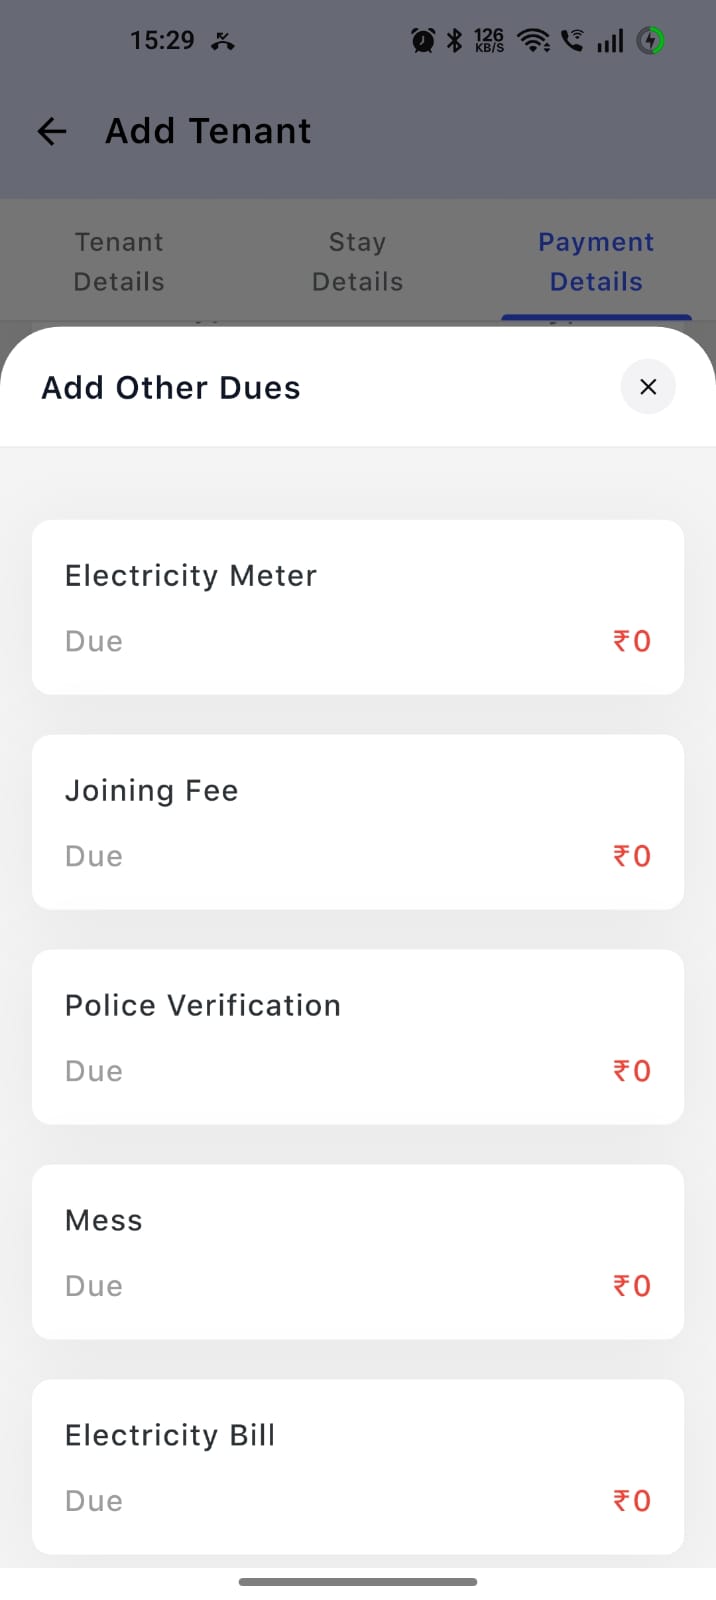 15:29
126
KB/S
Add Tenant
Tenant
Details
Stay
Details
Payment
Details
Add Other Dues
Electricity Meter
Due ₹0
Joining Fee
Due ₹0
Police Verification
Due ₹0
Mess
Due ₹0
Electricity Bill
Due ₹0